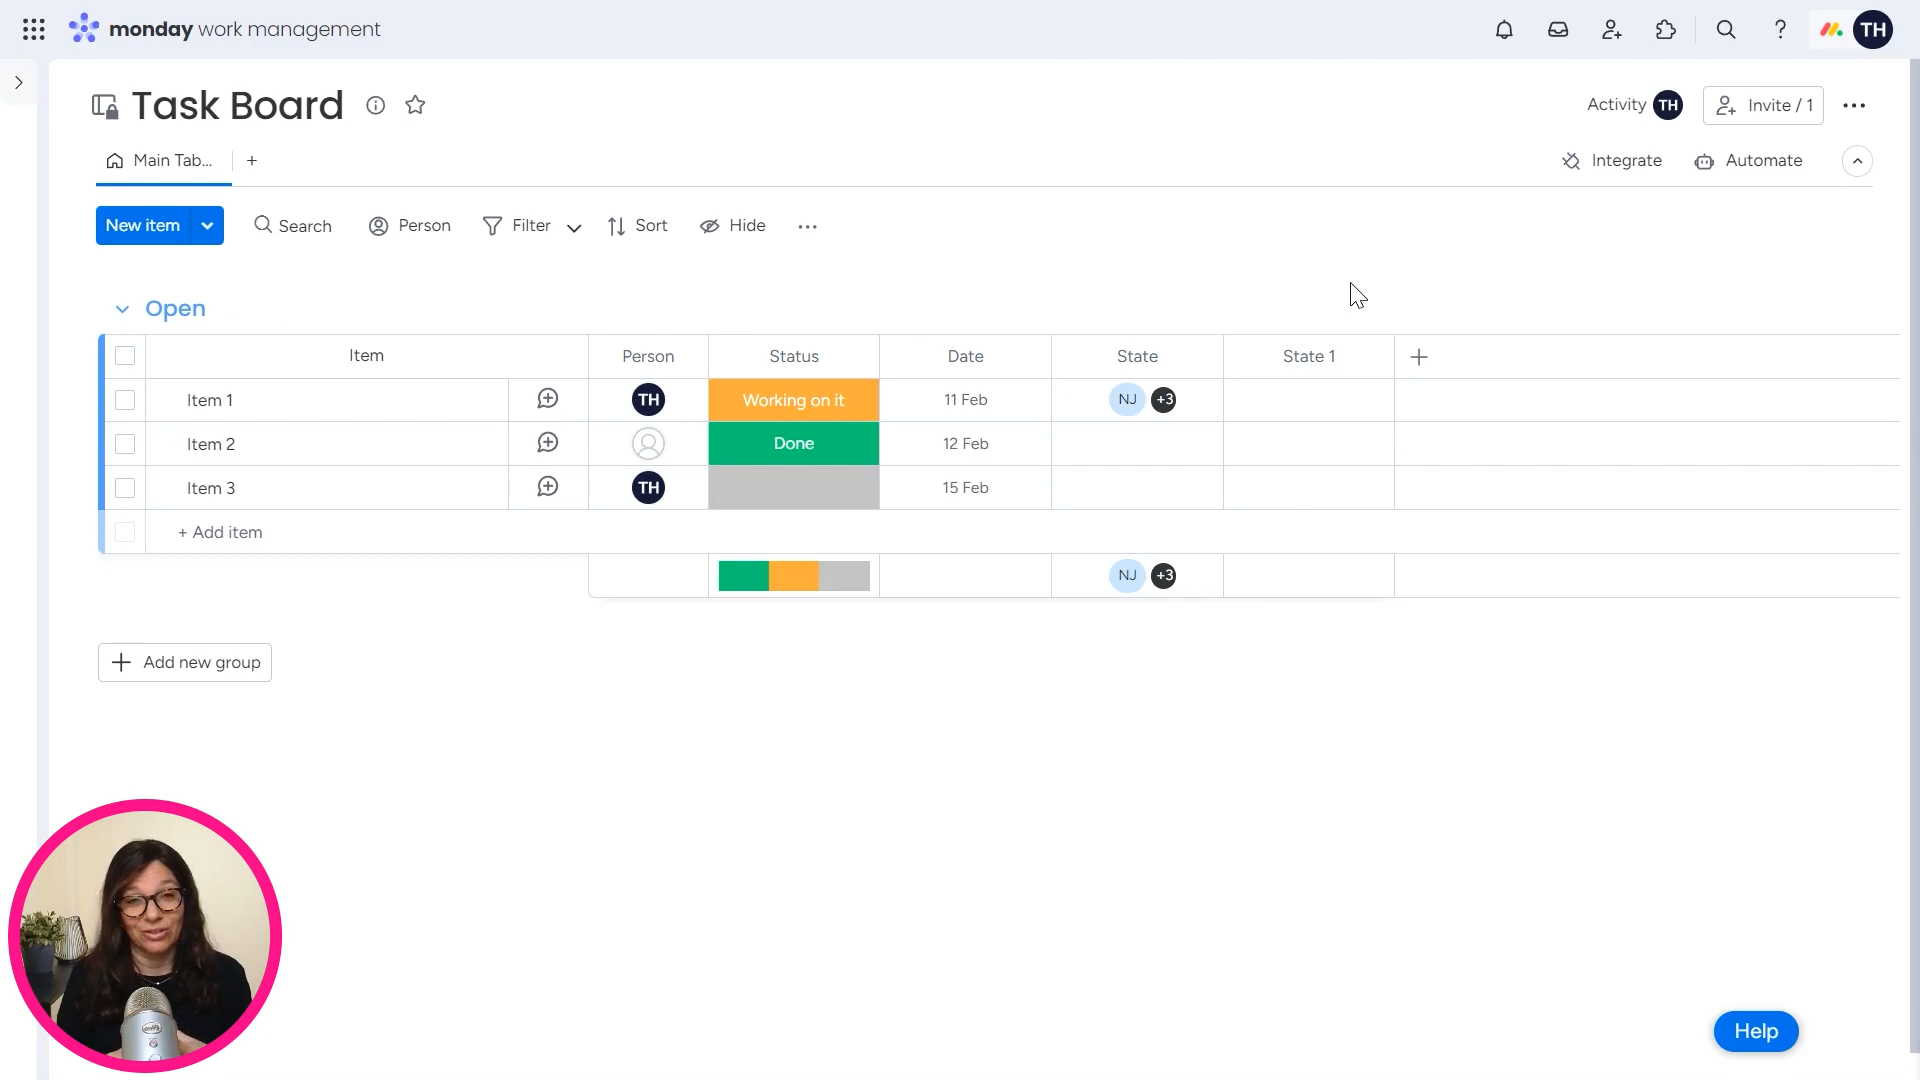 monday work management
TH
Task Board
Activity TH
Invite / 1
Main Tab...
Integrate
Automate
New item
Search
Person
Filter
Sort
Hide
Open
Item Person Status Date State State 1
Item 1 TH Working on it 11 Feb NJ +3
Item 2 Done 12 Feb
Item 3 TH 15 Feb
+ Add item
NJ +3
Add new group
Help